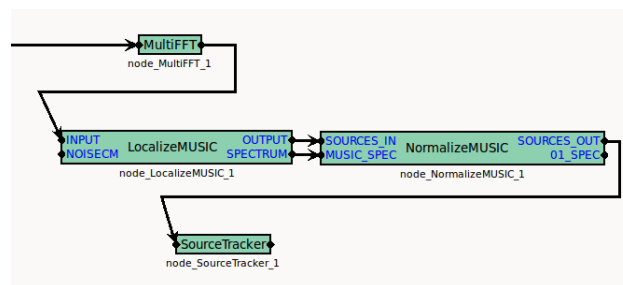 MultiFFT
node_MultiFFT_1
INPUT LocalizeMUSIC OUTPUT SOURCES_IN NormalizeMUSIC SOURCES_OUT
NOISECM SPECTRUM MUSIC_SPEC 01_SPEC
node_LocalizeMUSIC_1 node_NormalizeMUSIC_1
SourceTracker
node_SourceTracker_1